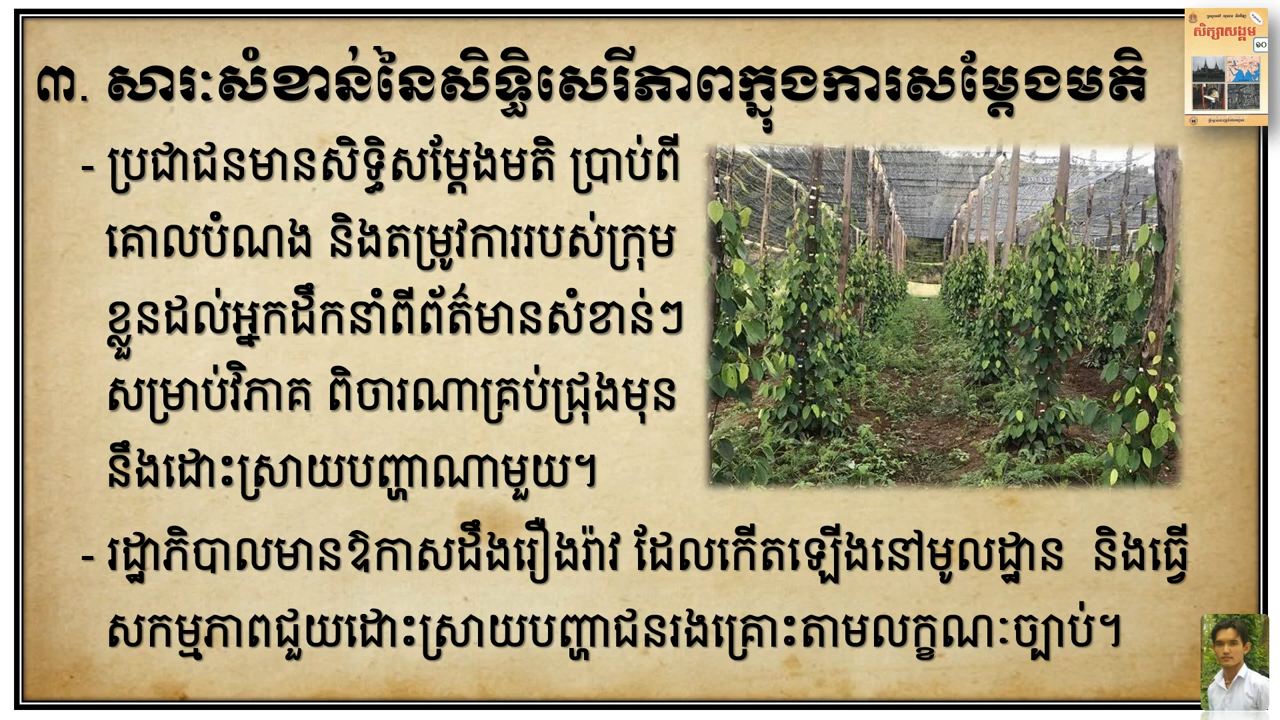 ៣. សារៈសំខាន់នៃសិទ្ធិសេរីភាពក្នុងការសម្ដែងមតិ
- ប្រជាជនមានសិទ្ធិសម្ដែងមតិ ប្រាប់ពី
គោលបំណង និងតម្រូវការរបស់ក្រុម
ខ្លួនដល់អ្នកដឹកនាំពីព័ត៌មានសំខាន់ៗ
សម្រាប់វិភាគ ពិចារណាគ្រប់ជ្រុងមុន
នឹងដោះស្រាយបញ្ហាណាមួយ។
- រដ្ឋាភិបាលមានឱកាសដឹងរឿងរ៉ាវ ដែលកើតឡើងនៅមូលដ្ឋាន និងធ្វើ
សកម្មភាពជួយដោះស្រាយបញ្ហាជនរងគ្រោះតាមលក្ខណៈច្បាប់។
សិក្សាសង្គម
១០